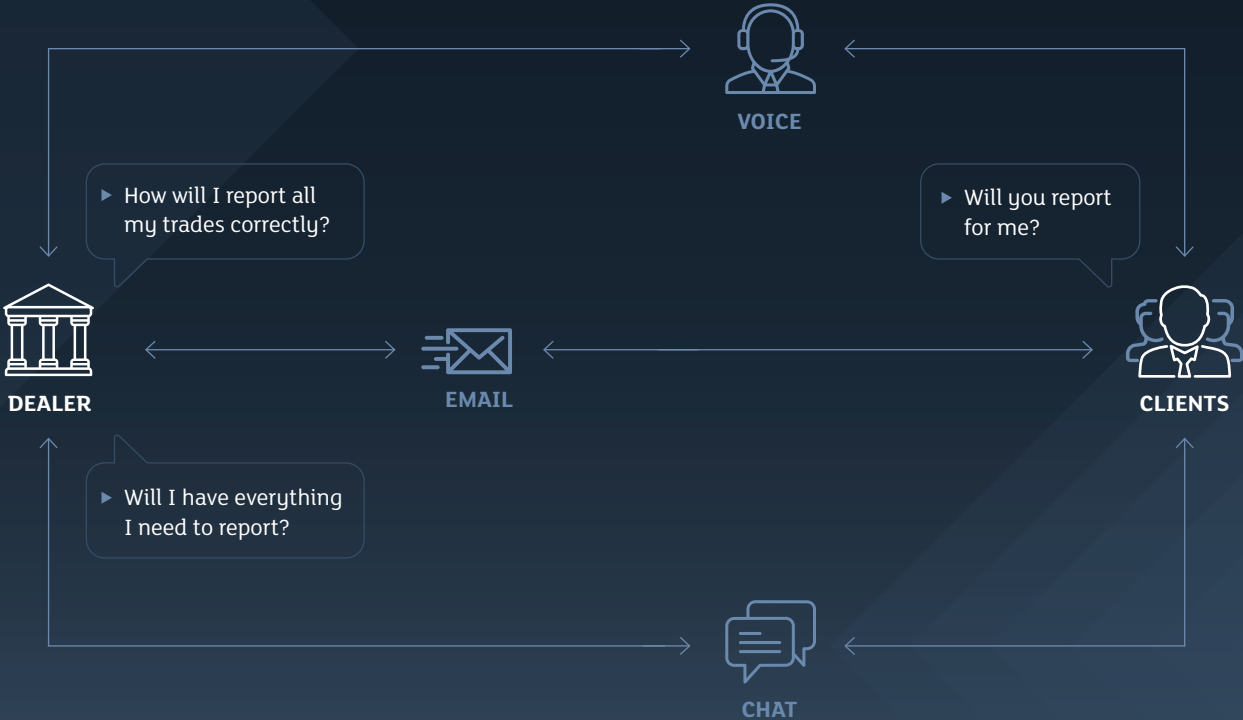 VOICE
How will I report all
my trades correctly?
Will you report
for me?
DEALER
EMAIL
CLIENTS
Will I have everything
I need to report?
CHAT